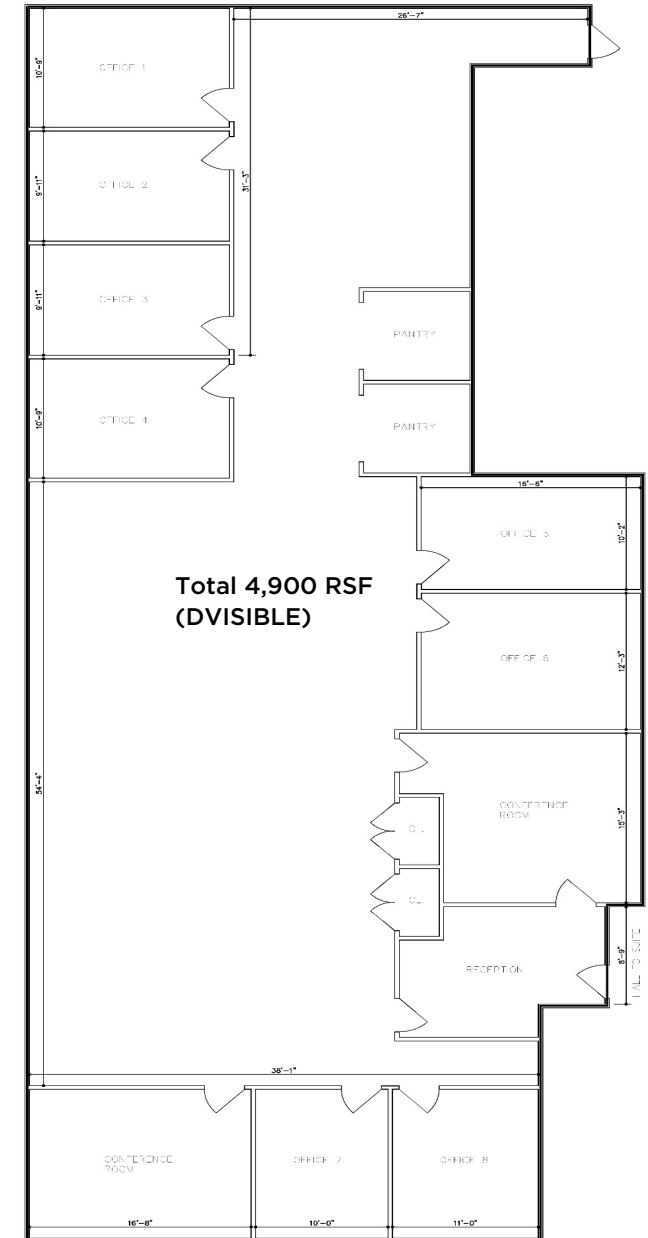 26'-7"
10'-9"
OFFICE 1
31'-3"
9'-11"
OFFICE 2
9'-11"
OFFICE 3
PANTRY
10'-9"
OFFICE 4
PANTRY
16'-6"
OFFICE 5
10'-2"
Total 4,900 RSF
(DVISIBLE)
OFFICE 6
12'-3"
54'-4"
CONFERENCE
ROOM
15'-3"
CL.
CL.
RECEPTION
8'-9"
HALL TO SUITE
38'-1"
CONFERENCE
ROOM
OFFICE 7
OFFICE 8
16'-8"
10'-0"
11'-0"